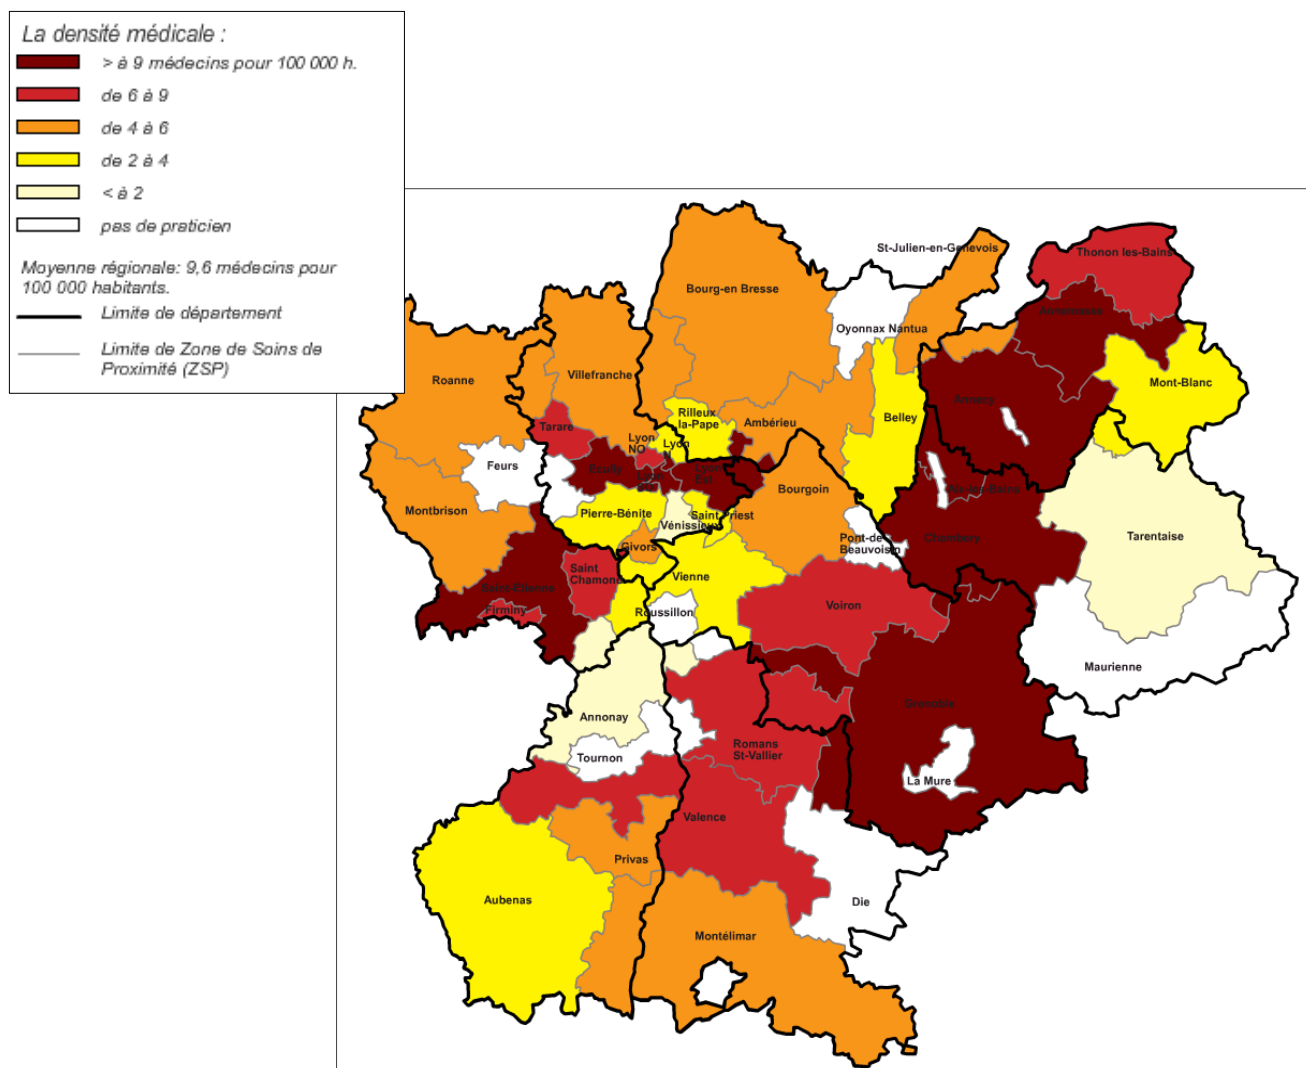 La densité médicale :
> à 9 médecins pour 100 000 h.
de 6 à 9
de 4 à 6
de 2 à 4
< à 2
pas de praticien
Moyenne régionale: 9,6 médecins pour
100 000 habitants.
Limite de département
Limite de Zone de Soins de
Proximité (ZSP)
St-Julien-en-Genevois
Thonon les-Bains
Bourg-en Bresse
Annemasse
Oyonnax Nantua
Roanne
Villefranche
Mont-Blanc
Annecy
Rilleux
la-Pape
Belley
Ambérieu
Tarare
Lyon
NO
Lyon
N
Feurs
Ecully
Lyon
Est
Lyon
Aix-les-Bains
Bourgoin
Montbrison
Pierre-Bénite
Saint-Priest
Vénissieux
Tarentaise
Pont-de
Beauvoisin
Chambéry
Givors
Saint
Chamond
Vienne
Saint-Etienne
Firminy
Roussillon
Voiron
Maurienne
Grenoble
Annonay
Tournon
Romans
St-Vallier
La Mure
Valence
Privas
Aubenas
Die
Montélimar